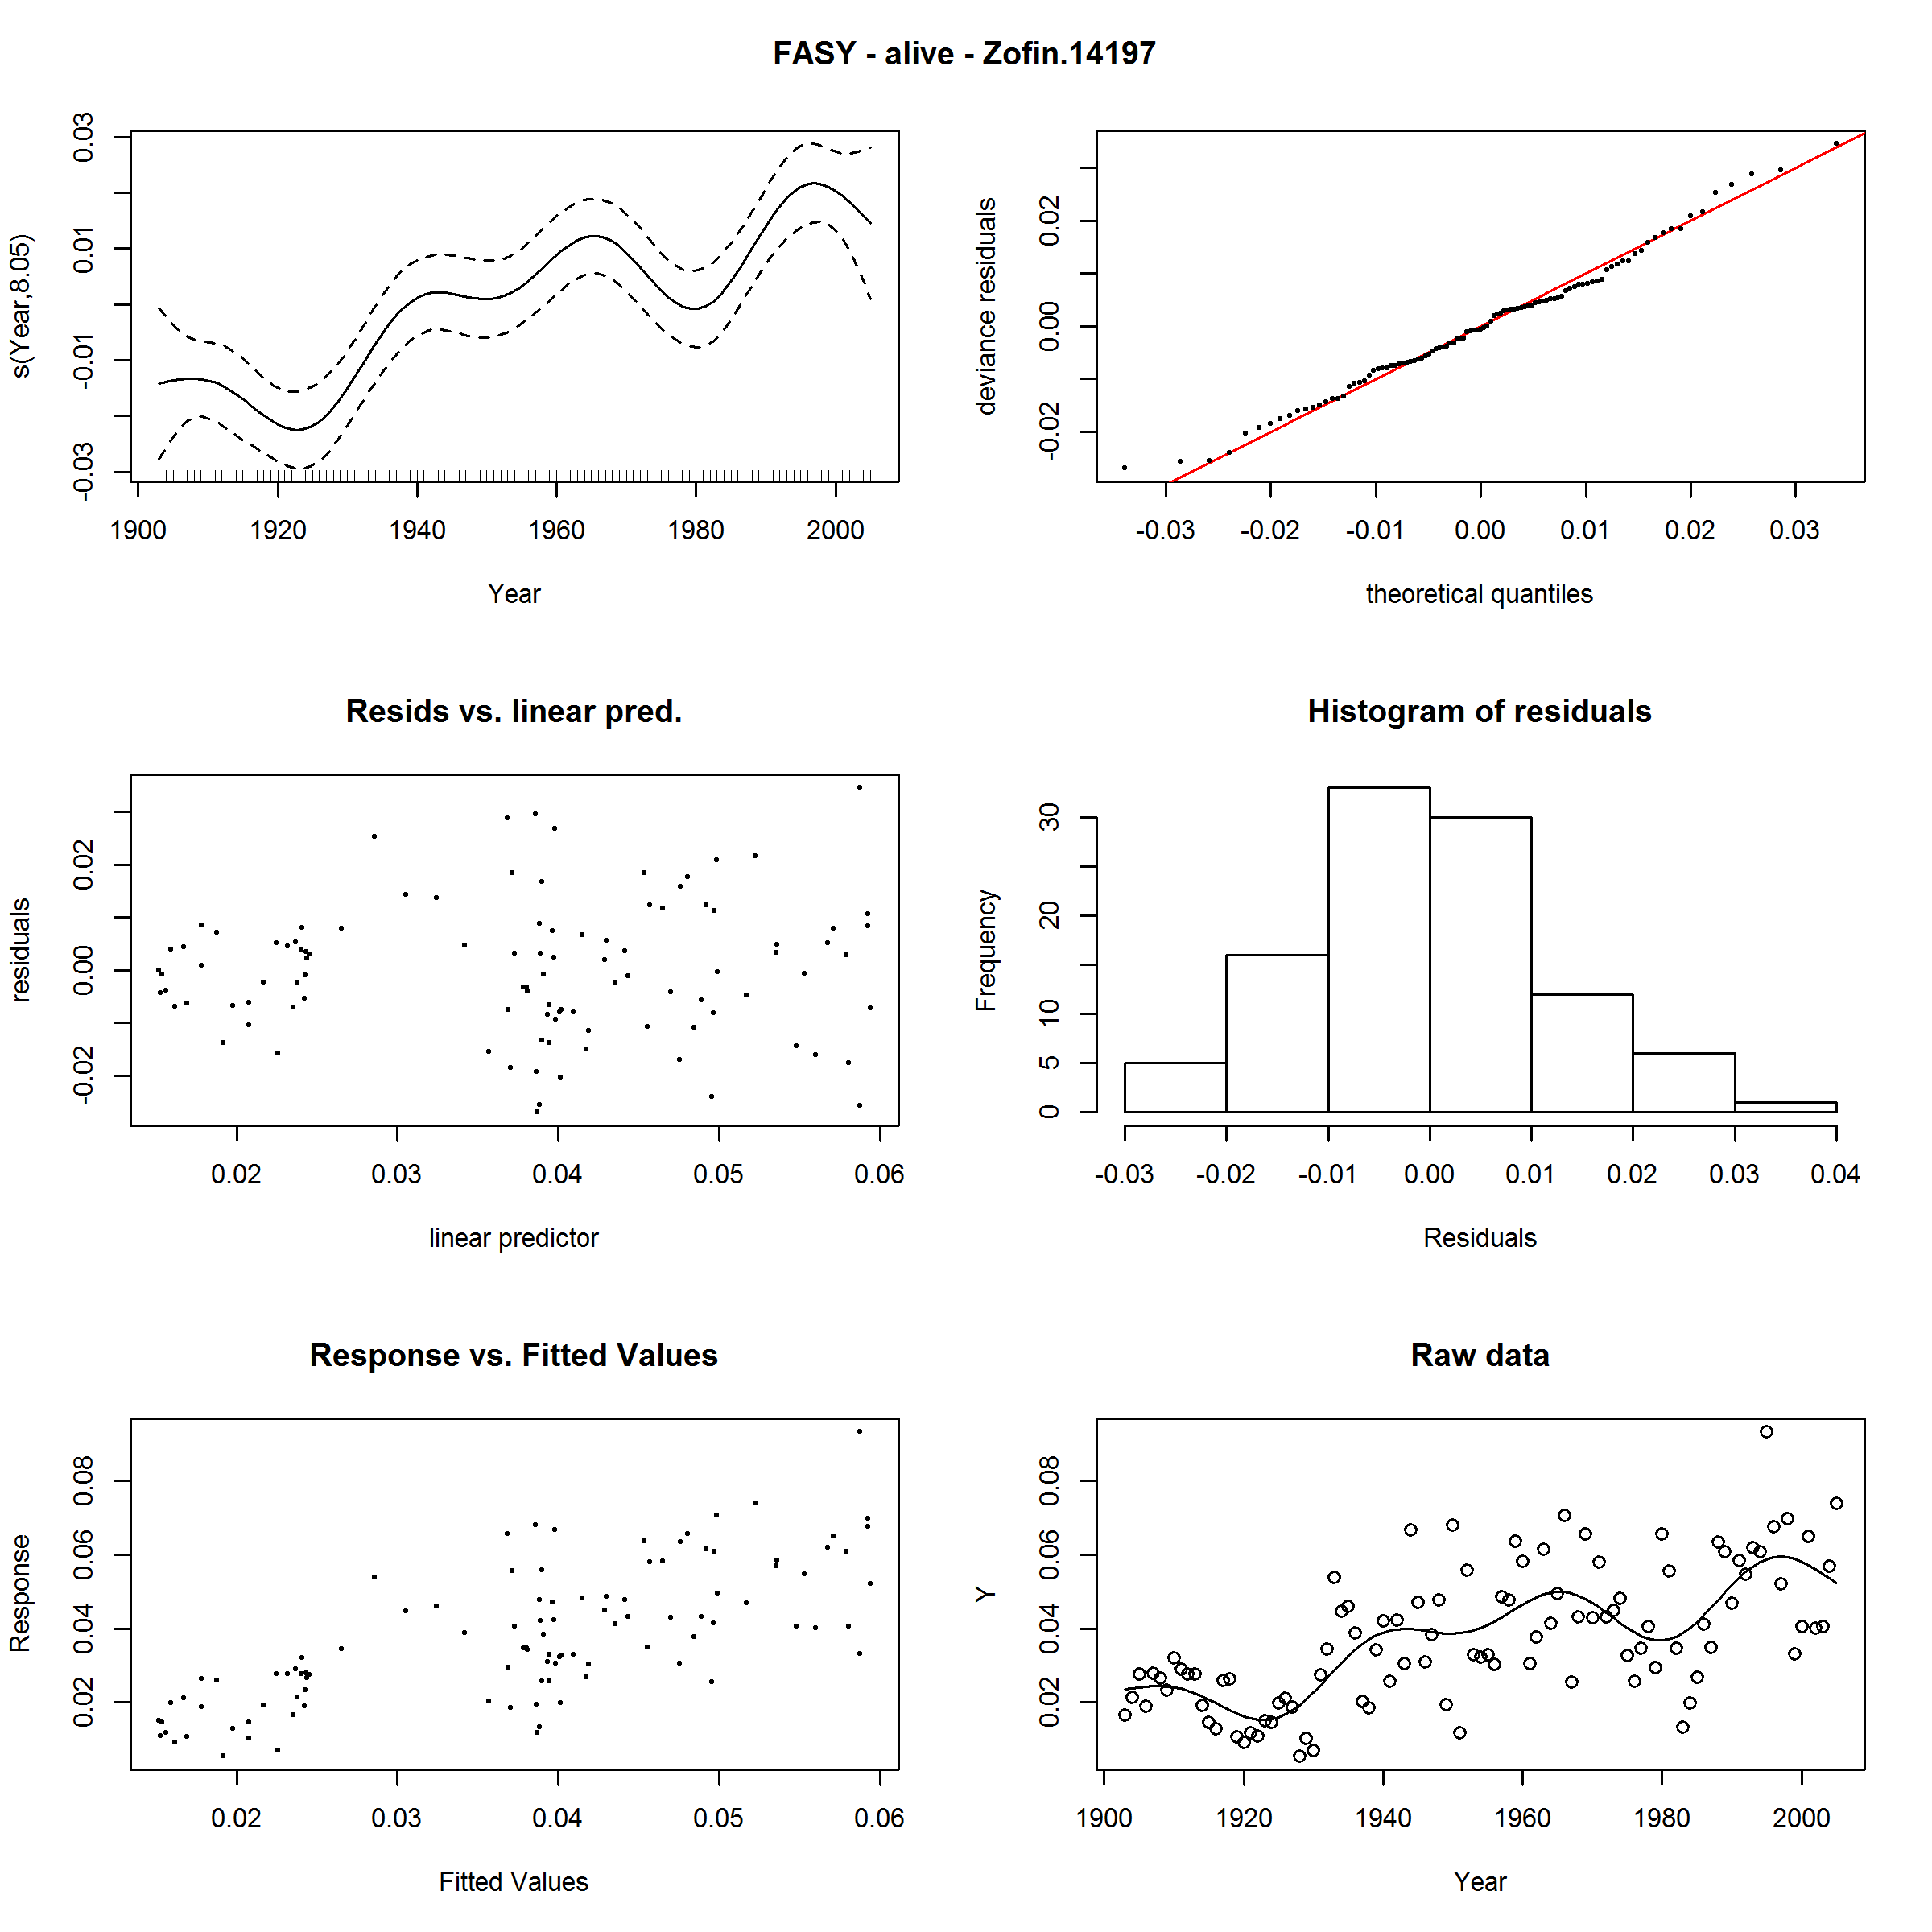 FASY - alive - Zofin.14197
s(Year,8.05)
0.03
0.01
-0.01
-0.03
1900 1920 1940 1960 1980 2000
Year
deviance residuals
0.02
0.00
-0.02
-0.03 -0.02 -0.01 0.00 0.01 0.02 0.03
theoretical quantiles
Resids vs. linear pred.
residuals
0.02
0.00
-0.02
0.02 0.03 0.04 0.05 0.06
linear predictor
Histogram of residuals
Frequency
30
20
10
5
0
-0.03 -0.02 -0.01 0.00 0.01 0.02 0.03 0.04
Residuals
Response vs. Fitted Values
Response
0.08
0.06
0.04
0.02
0.02 0.03 0.04 0.05 0.06
Fitted Values
Raw data
Y
0.08
0.06
0.04
0.02
1900 1920 1940 1960 1980 2000
Year